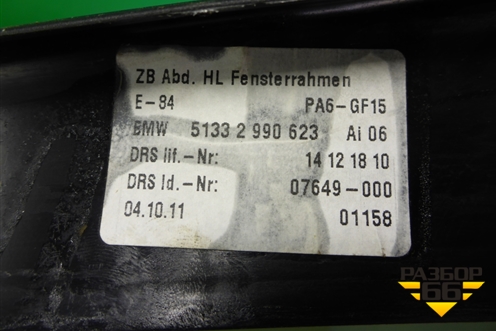 ZB Abd. HL Fensterrahmen
E-84 PA6-GF15
BMW 5133 2 990 623 Ai 06
DRS lif.-Nr: 14 12 18 10
DRS ld.-Nr: 07649-000
04.10.11 01158
РАЗБОР
66